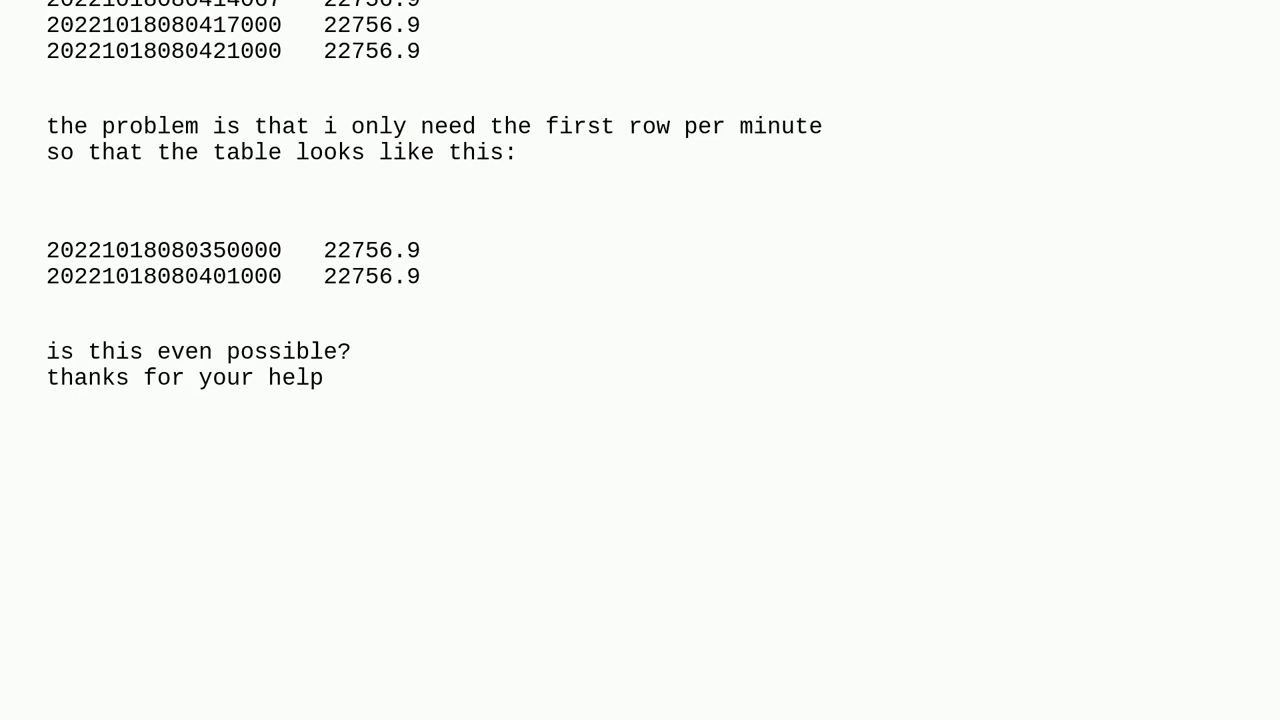 20221018080417000   22756.9
20221018080421000   22756.9
the problem is that i only need the first row per minute
so that the table looks like this:
20221018080350000   22756.9
20221018080401000   22756.9
is this even possible?
thanks for your help